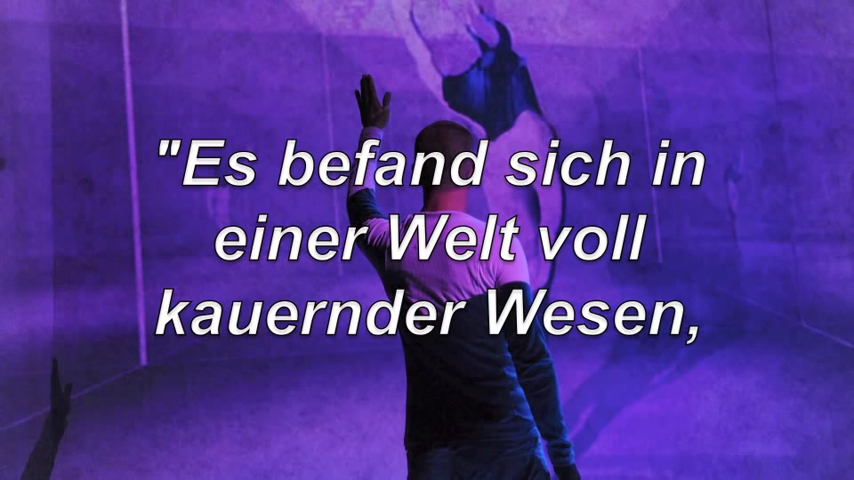 "Es befand sich in
einer Welt voll
kauernder Wesen,